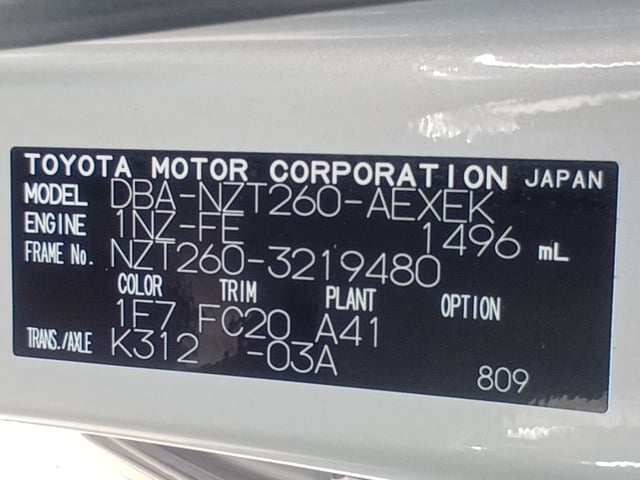 TOYOTA MOTOR CORPORATION JAPAN
MODEL DBA-NZT260-AEXEK
ENGINE 1NZ-FE 1496 mL
FRAME No. NZT260-3219480
COLOR TRIM PLANT OPTION
1F7 FC20 A41
TRANS./AXLE K312 -03A
809